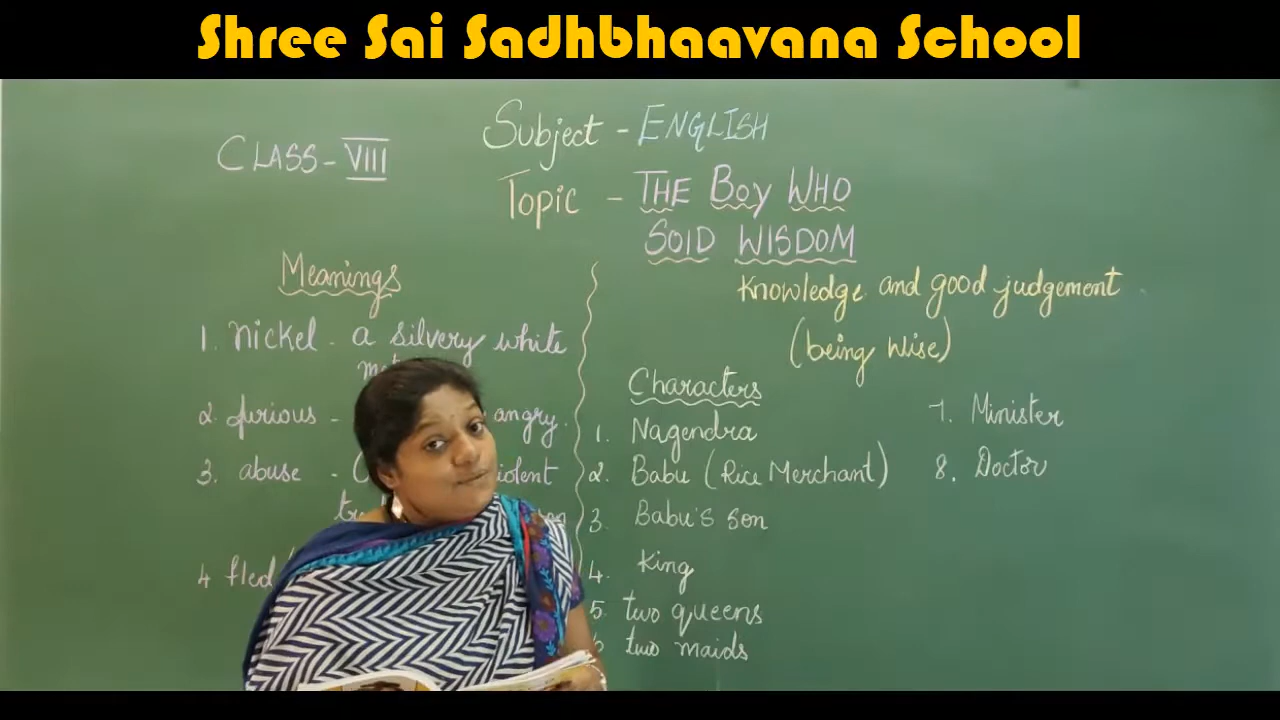 Shree Sai Sadhbhaavana School
Subject - ENGLISH
CLASS - VIII
Topic - THE BOY WHO
SOlD WISDOM
Knowledge and good judgement
(being wise)
Meanings
1. nickel - a silvery white
2. furious - angry.
3. abuse -
4 fled
Characters
1. Nagendra
2. Babu (Rice Merchant)
3. Babu's son
4. King
5. two queens
two maids
7. Minister
8. Doctor